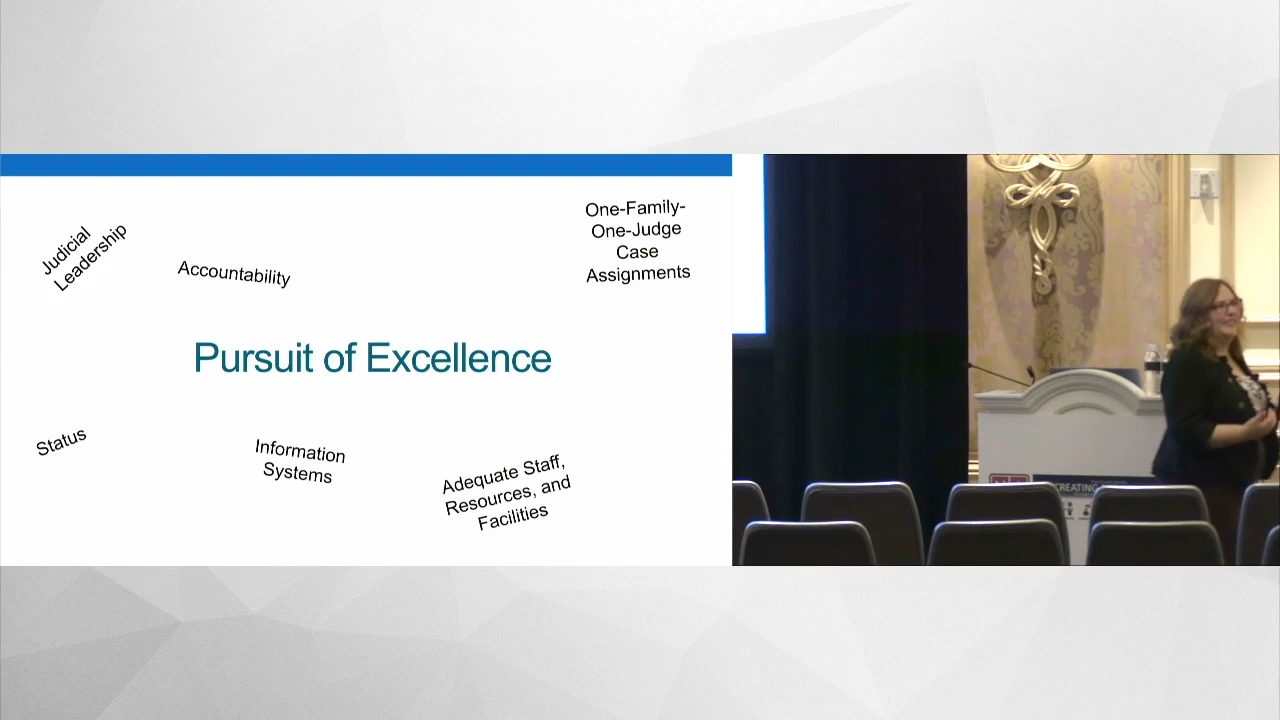 Judicial
Leadership
Accountability
One-Family-
One-Judge
Case
Assignments
Pursuit of Excellence
Status
Information
Systems
Adequate Staff,
Resources, and
Facilities
CREATING